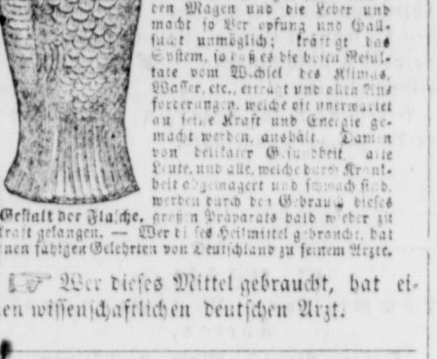 den Magen und die Leber und
macht so Verstopfung und Gall-
sucht unmöglich; kräftigt das
System, so daß es die bösen Resul-
tate vom Wechsel des Klimas,
Wasser, etc., erträgt und allen An-
forderungen, welche oft unerwartet
an seine Kraft und Energie ge-
macht werden, aushält. Damen
von delikater Gesundheit, alte
Leute, und alle, welche durch Krank-
heit abgemagert und schwach sind,
werden durch den Gebrauch dieses
Gestalt der Flasche. großen Präparats bald wieder zu
Kraft gelangen. — Wer dieses Heilmittel gebraucht, hat
nen fähigen Gelehrten von Deutschland zu seinem Arzte.
☞ Wer dieses Mittel gebraucht, hat ei-
en wissenschaftlichen deutschen Arzt.